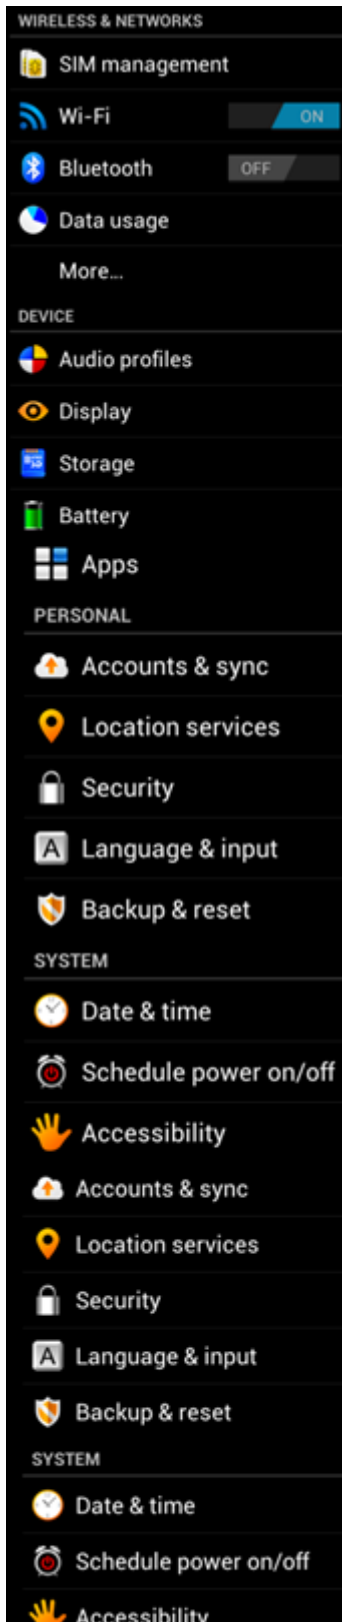 WIRELESS & NETWORKS
SIM management
Wi-Fi ON
Bluetooth OFF
Data usage
More...
DEVICE
Audio profiles
Display
Storage
Battery
Apps
PERSONAL
Accounts & sync
Location services
Security
A Language & input
Backup & reset
SYSTEM
Date & time
Schedule power on/off
Accessibility
Accounts & sync
Location services
Security
A Language & input
Backup & reset
SYSTEM
Date & time
Schedule power on/off
Accessibility